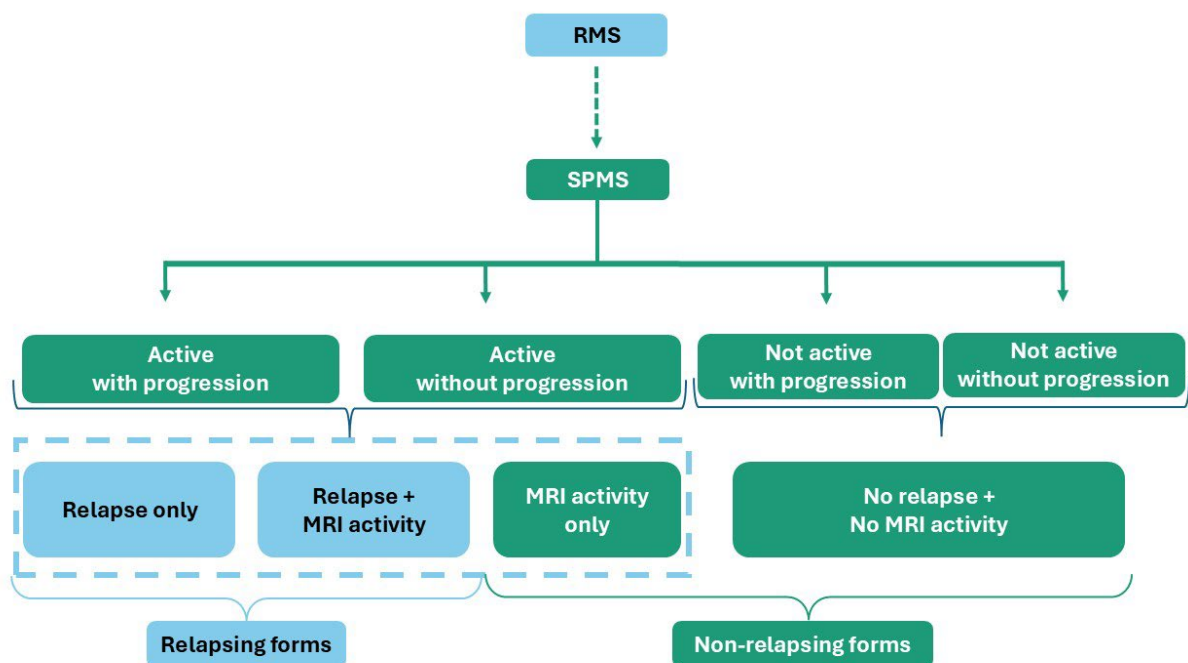 RMS
SPMS
Active
with progression
Active
without progression
Not active
with progression
Not active
without progression
Relapse only
Relapse +
MRI activity
MRI activity
only
No relapse +
No MRI activity
Relapsing forms
Non-relapsing forms